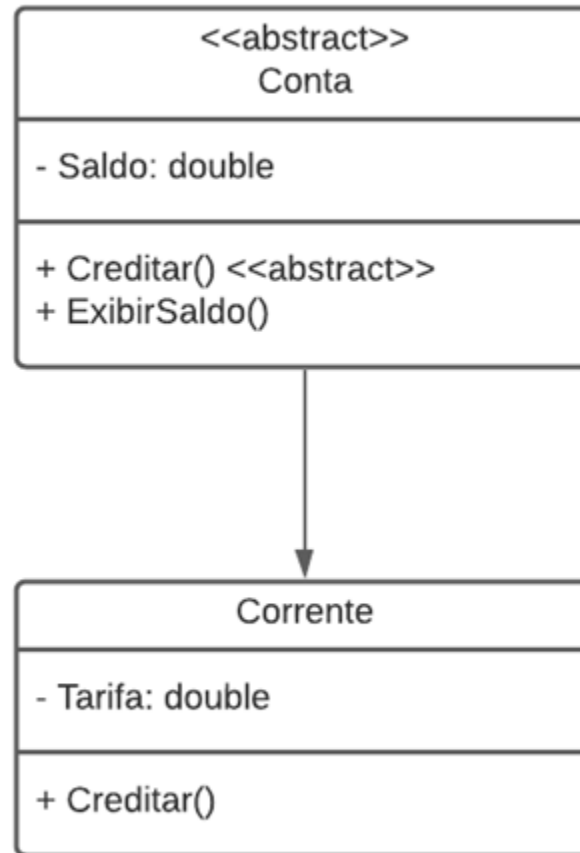 <<abstract>>
Conta
- Saldo: double
+ Creditar() <<abstract>>
+ ExibirSaldo()
Corrente
- Tarifa: double
+ Creditar()